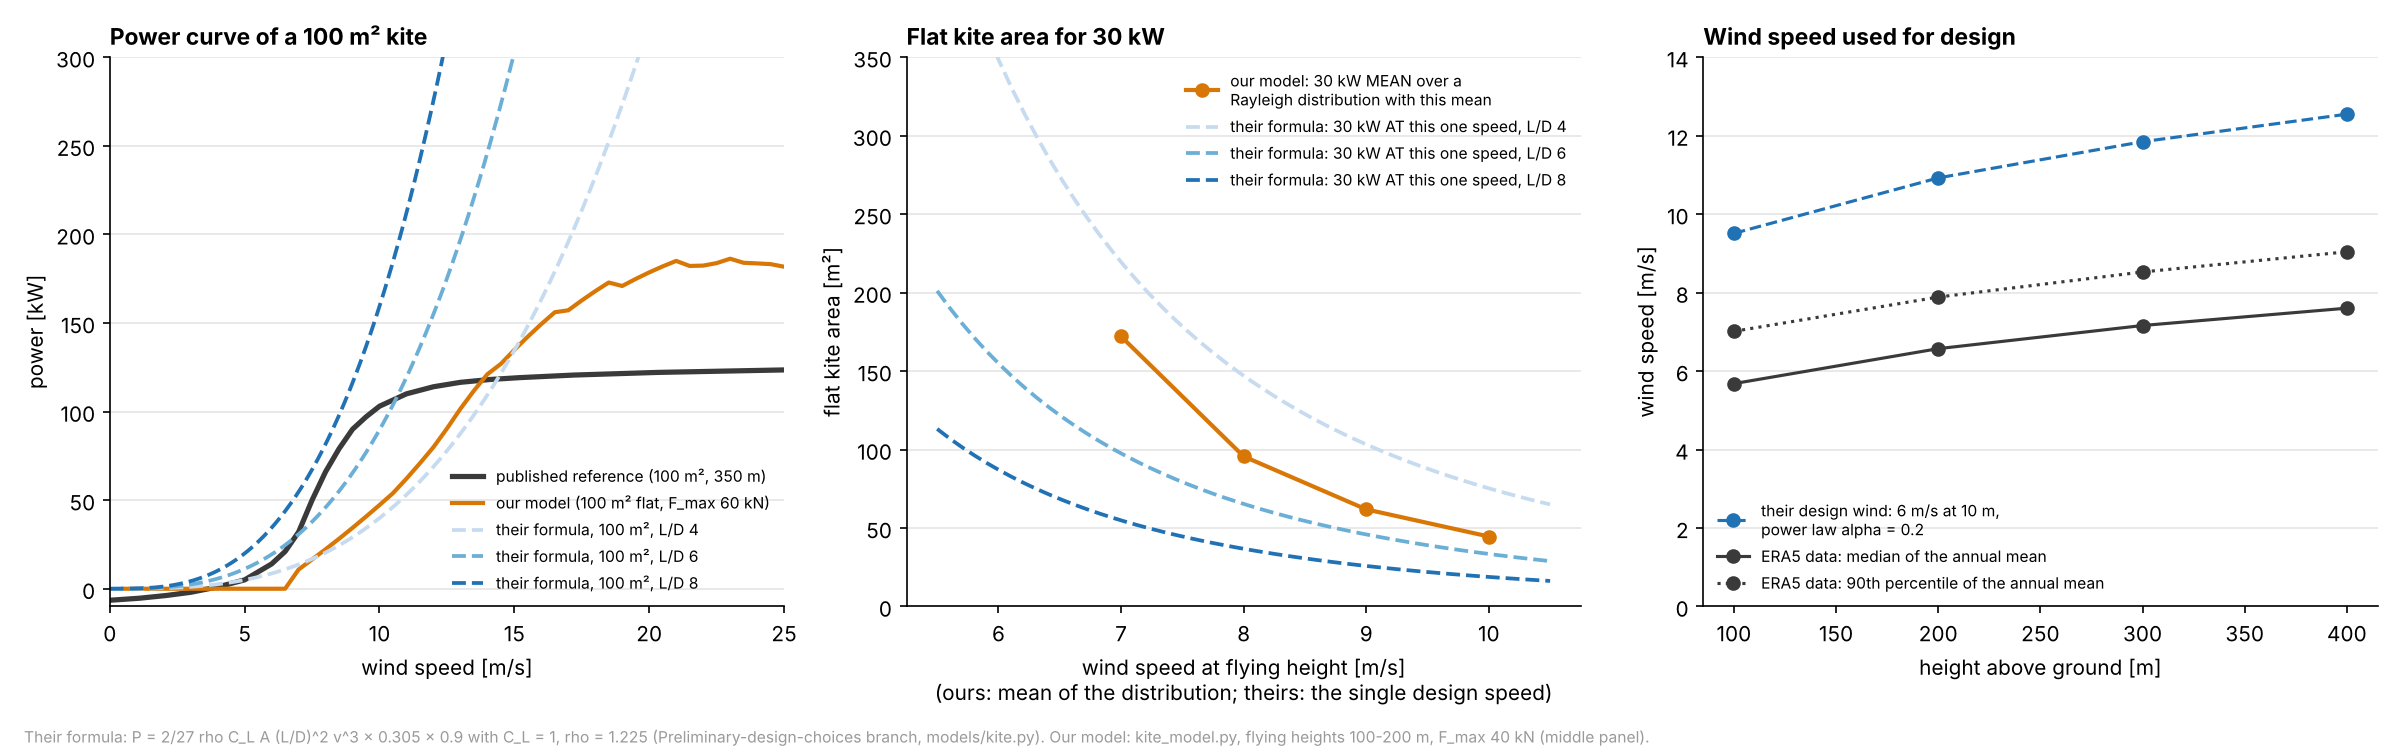 Power curve of a 100 m² kite
300
250
200
150
100
50
0
power [kW]
0
5
10
15
20
25
wind speed [m/s]
published reference (100 m², 350 m)
our model (100 m² flat, F_max 60 kN)
their formula, 100 m², L/D 4
their formula, 100 m², L/D 6
their formula, 100 m², L/D 8
Flat kite area for 30 kW
350
300
250
200
150
100
50
0
flat kite area [m²]
6
7
8
9
10
wind speed at flying height [m/s]
(ours: mean of the distribution; theirs: the single design speed)
our model: 30 kW MEAN over a
Rayleigh distribution with this mean
their formula: 30 kW AT this one speed, L/D 4
their formula: 30 kW AT this one speed, L/D 6
their formula: 30 kW AT this one speed, L/D 8
Wind speed used for design
14
12
10
8
6
4
2
0
wind speed [m/s]
100
150
200
250
300
350
400
height above ground [m]
their design wind: 6 m/s at 10 m,
power law alpha = 0.2
ERA5 data: median of the annual mean
ERA5 data: 90th percentile of the annual mean
Their formula: P = 2/27 rho C_L A (L/D)^2 v^3 × 0.305 × 0.9 with C_L = 1, rho = 1.225 (Preliminary-design-choices branch, models/kite.py). Our model: kite_model.py, flying heights 100-200 m, F_max 40 kN (middle panel).